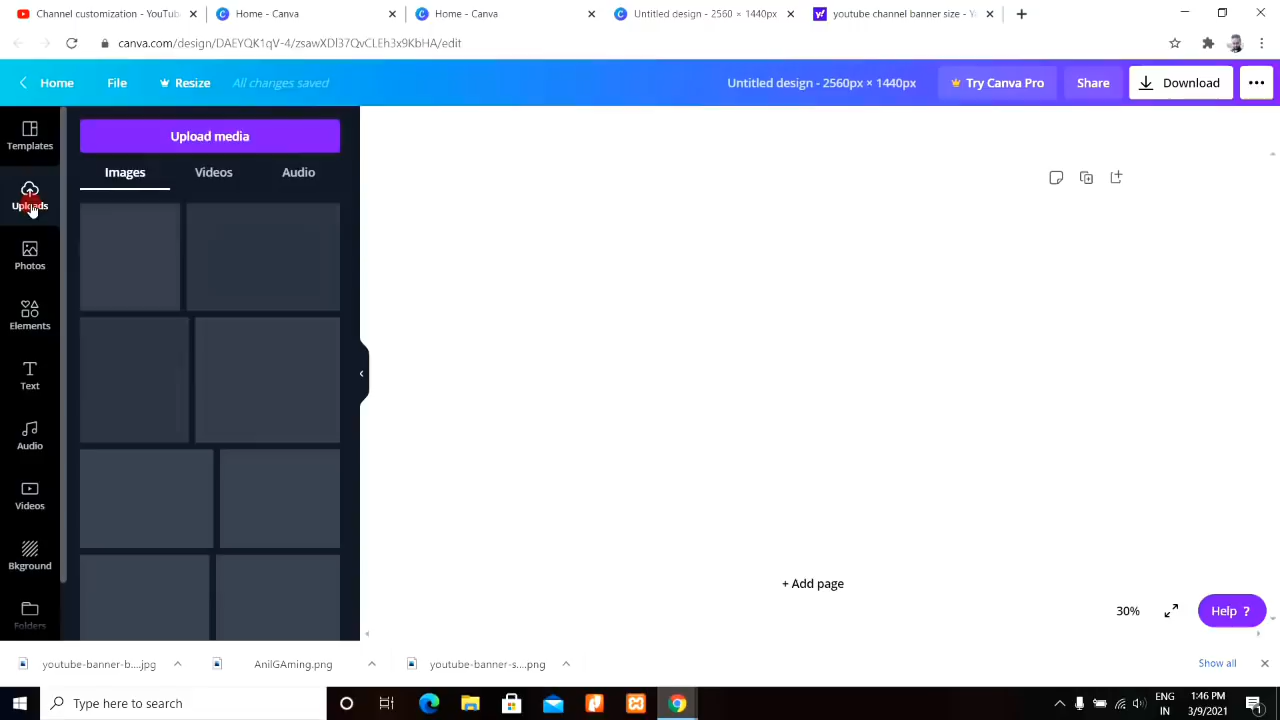 Channel customization - YouTub
Home - Canva
Home - Canva
Untitled design - 2560 × 1440px
youtube channel banner size - Y
canva.com/design/DAEYQK1qV-4/zsawXDl37QvCLEh3x9KbHA/edit
Home
File
Resize
All changes saved
Untitled design - 2560px × 1440px
Try Canva Pro
Share
Download
Templates
Uploads
Photos
Elements
Text
Audio
Videos
Bkground
Folders
Upload media
Images
Videos
Audio
+ Add page
30%
Help ?
youtube-banner-b....jpg
AnilGAming.png
youtube-banner-s....png
Show all
Type here to search
ENG
IN
1:46 PM
3/9/2021
1